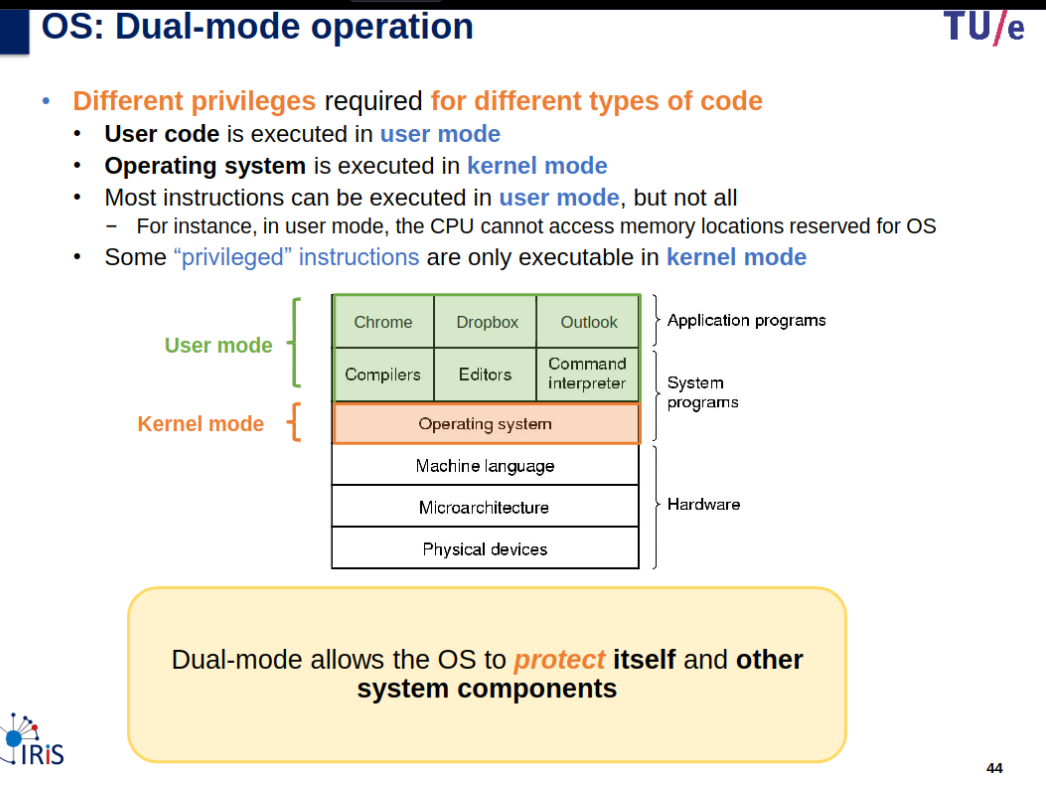 OS: Dual-mode operation
TU/e
• Different privileges required for different types of code
• User code is executed in user mode
• Operating system is executed in kernel mode
• Most instructions can be executed in user mode, but not all
– For instance, in user mode, the CPU cannot access memory locations reserved for OS
• Some “privileged” instructions are only executable in kernel mode
User mode
Kernel mode
Chrome
Dropbox
Outlook
Application programs
Compilers
Editors
Command
interpreter
System
programs
Operating system
Machine language
Microarchitecture
Physical devices
Hardware
Dual-mode allows the OS to protect itself and other
system components
IRiS
44